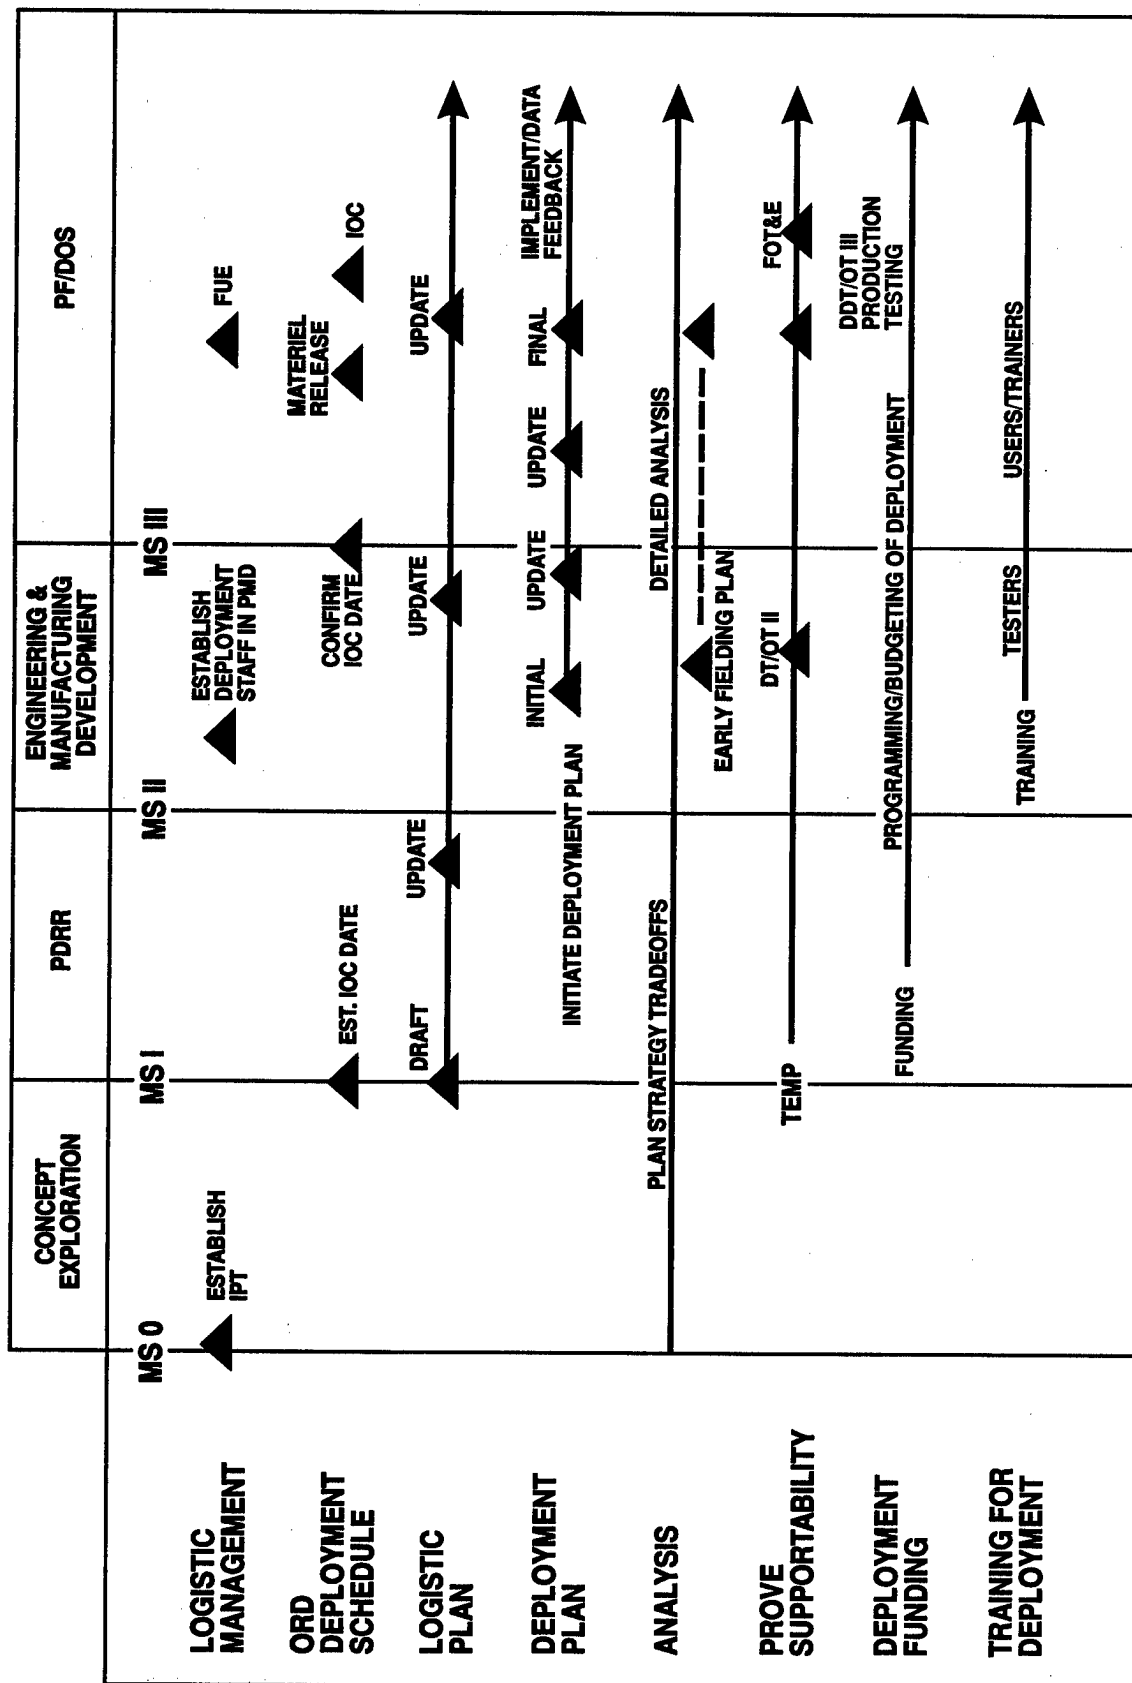 CONCEPT
EXPLORATION
PDRR
ENGINEERING &
MANUFACTURING
DEVELOPMENT
PF/DOS
MS 0
MS I
MS II
MS III
LOGISTIC
MANAGEMENT
ESTABLISH
IPT
ESTABLISH
DEPLOYMENT
STAFF IN PMD
FUE
ORD
DEPLOYMENT
SCHEDULE
EST. IOC DATE
CONFIRM
IOC DATE
MATERIEL
RELEASE
IOC
LOGISTIC
PLAN
DRAFT
UPDATE
UPDATE
UPDATE
DEPLOYMENT
PLAN
INITIATE DEPLOYMENT PLAN
INITIAL
UPDATE
UPDATE
FINAL
IMPLEMENT/DATA
FEEDBACK
ANALYSIS
PLAN STRATEGY TRADEOFFS
DETAILED ANALYSIS
EARLY FIELDING PLAN
PROVE
SUPPORTABILITY
TEMP
DT/OT II
FOT&E
DDT/OT III
PRODUCTION
TESTING
DEPLOYMENT
FUNDING
FUNDING
PROGRAMMING/BUDGETING OF DEPLOYMENT
TRAINING FOR
DEPLOYMENT
TRAINING
TESTERS
USERS/TRAINERS